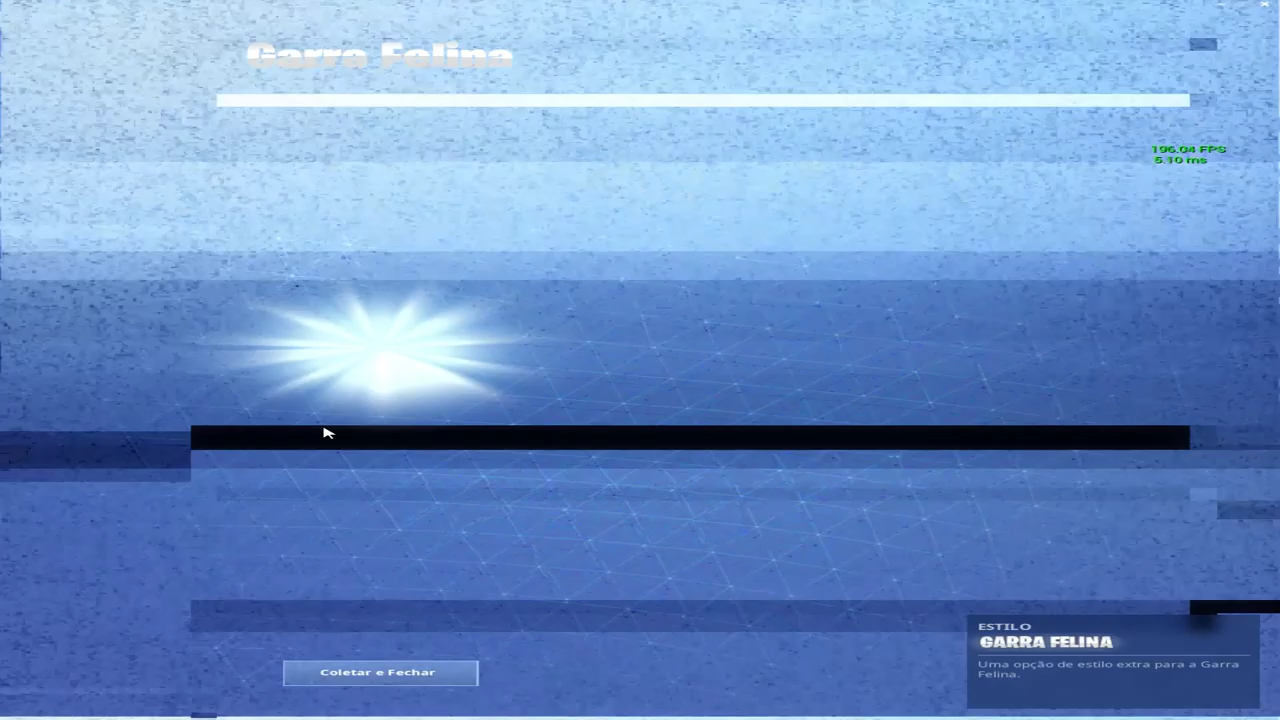 Garra Felina
196.04 FPS
5.10 ms
ESTILO
GARRA FELINA
Uma opção de estilo extra para a Garra
Felina.
Coletar e Fechar